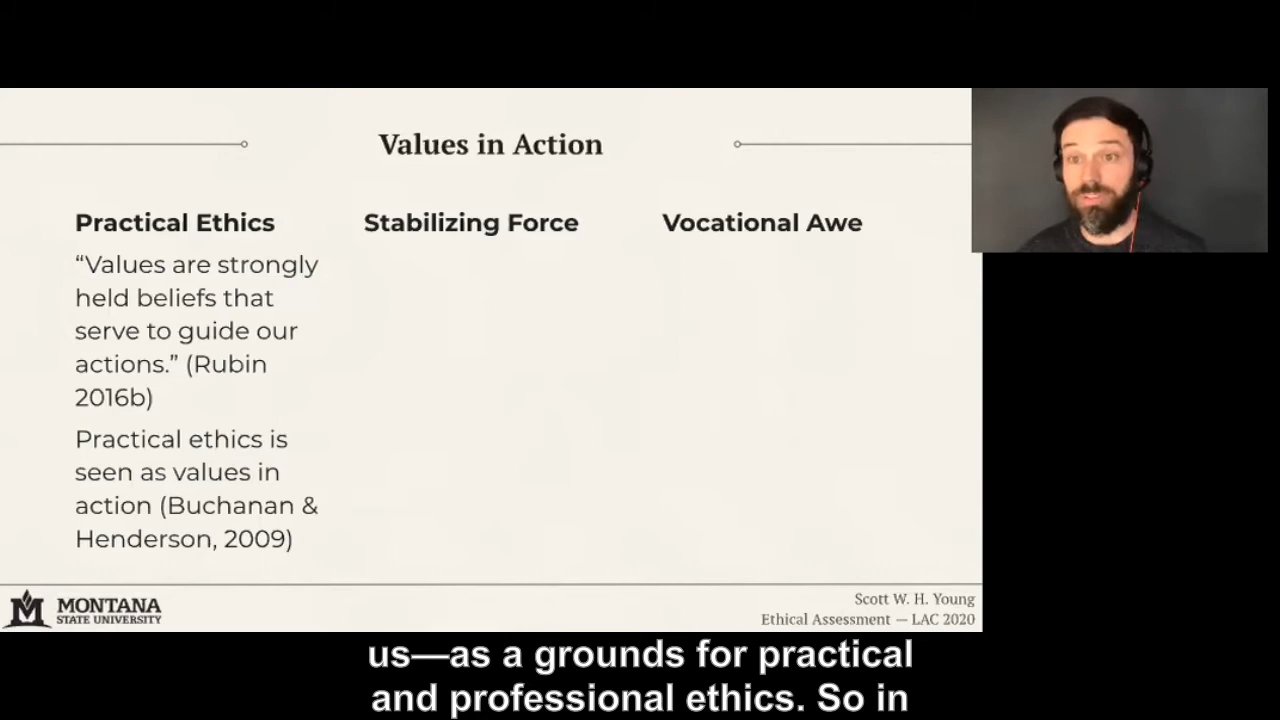 Values in Action
Practical Ethics
“Values are strongly
held beliefs that
serve to guide our
actions.” (Rubin
2016b)
Practical ethics is
seen as values in
action (Buchanan &
Henderson, 2009)
Stabilizing Force
Vocational Awe
MONTANA
STATE UNIVERSITY
Scott W. H. Young
Ethical Assessment — LAC 2020
us—as a grounds for practical
and professional ethics. So in